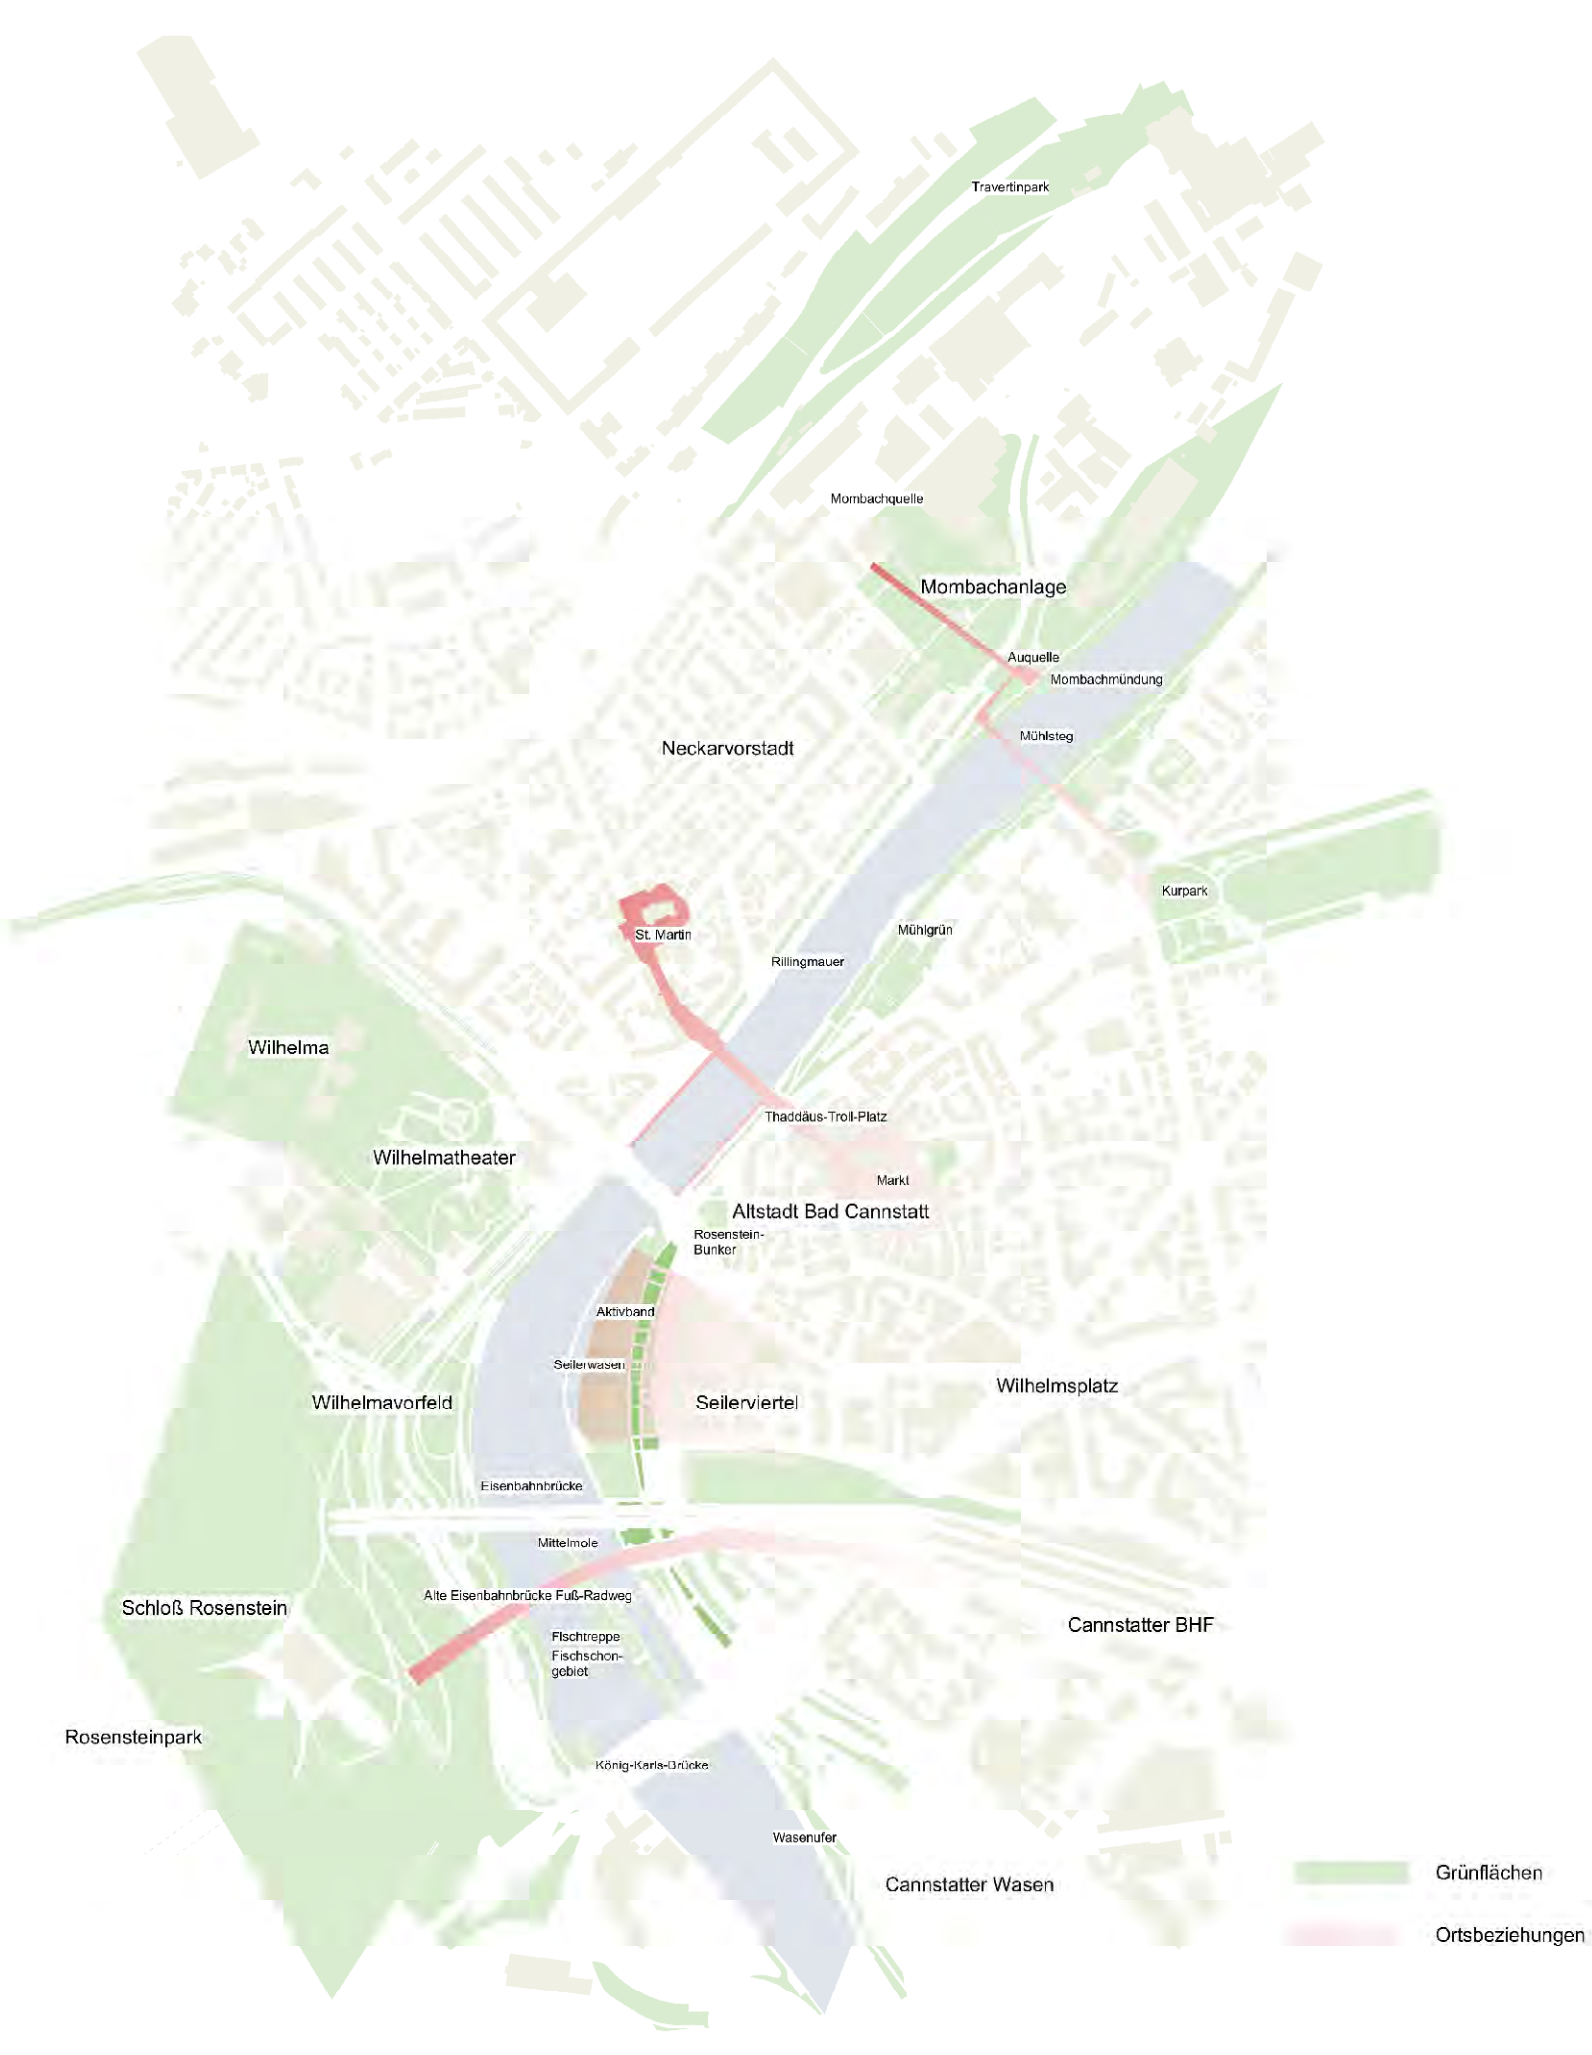 Travertinpark
Mombachquelle
Mombachanlage
Auquelle
Mombachmündung
Mühlsteg
Neckarvorstadt
Kurpark
Mühlgrün
St. Martin
Rillingmauer
Wilhelma
Thaddäus-Troll-Platz
Wilhelmatheater
Markt
Altstadt Bad Cannstatt
Rosenstein-
Bunker
Aktivband
Seilerwasen
Wilhelmsplatz
Wilhelmavorfeld
Seilerviertel
Eisenbahnbrücke
Mittelmole
Alte Eisenbahnbrücke Fuß-Radweg
Schloß Rosenstein
Cannstatter BHF
Fischtreppe
Fischschon-
gebiet
Rosensteinpark
König-Karls-Brücke
Wasenufer
Grünflächen
Cannstatter Wasen
Ortsbeziehungen